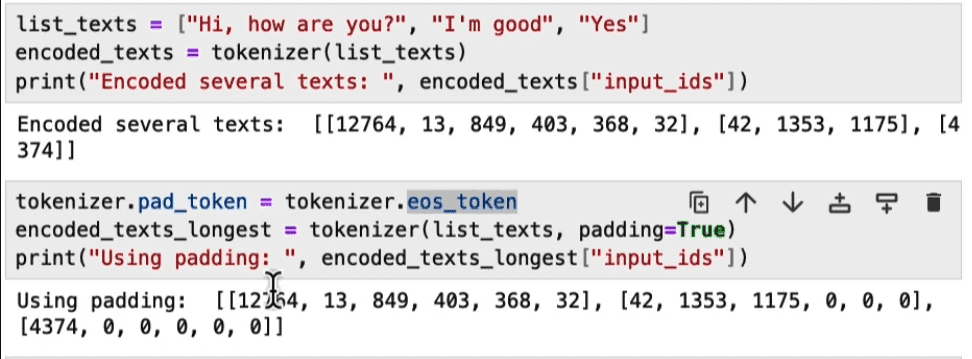 list_texts = ["Hi, how are you?", "I'm good", "Yes"]
encoded_texts = tokenizer(list_texts)
print("Encoded several texts: ", encoded_texts["input_ids"])
Encoded several texts:  [[12764, 13, 849, 403, 368, 32], [42, 1353, 1175], [4
374]]
tokenizer.pad_token = tokenizer.eos_token
encoded_texts_longest = tokenizer(list_texts, padding=True)
print("Using padding: ", encoded_texts_longest["input_ids"])
Using padding:  [[12764, 13, 849, 403, 368, 32], [42, 1353, 1175, 0, 0, 0],
[4374, 0, 0, 0, 0, 0]]